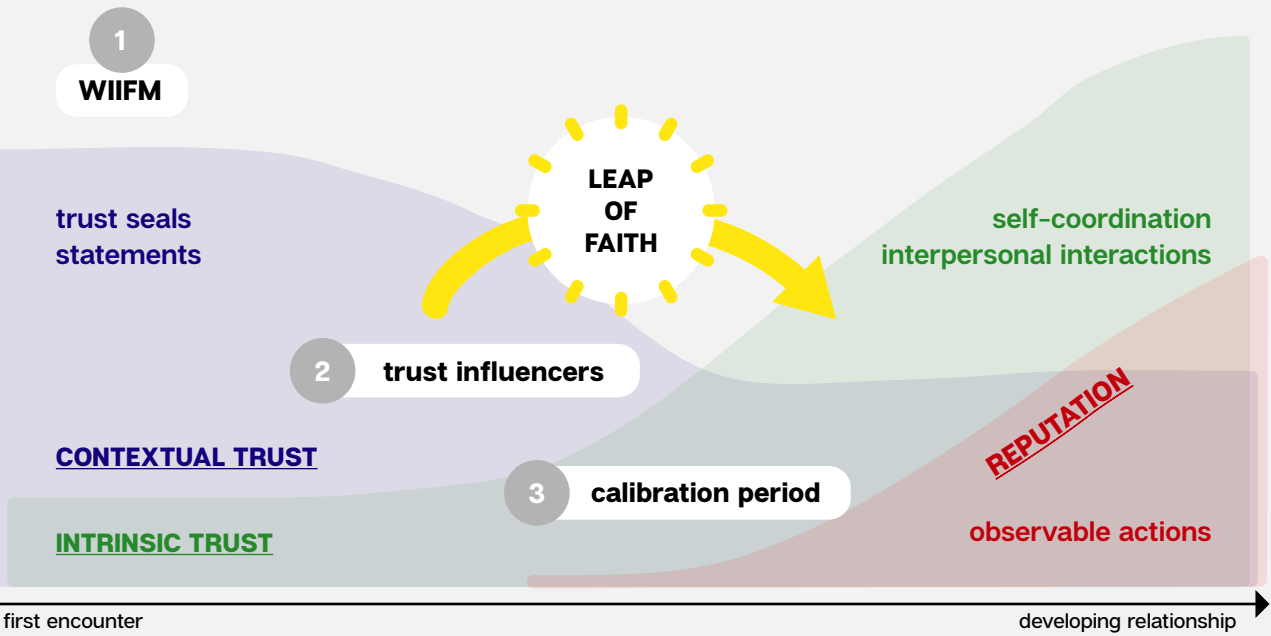 1
WIIFM
LEAP
OF
FAITH
trust seals
statements
self-coordination
interpersonal interactions
2
trust influencers
REPUTATION
CONTEXTUAL TRUST
3
calibration period
INTRINSIC TRUST
observable actions
first encounter
developing relationship